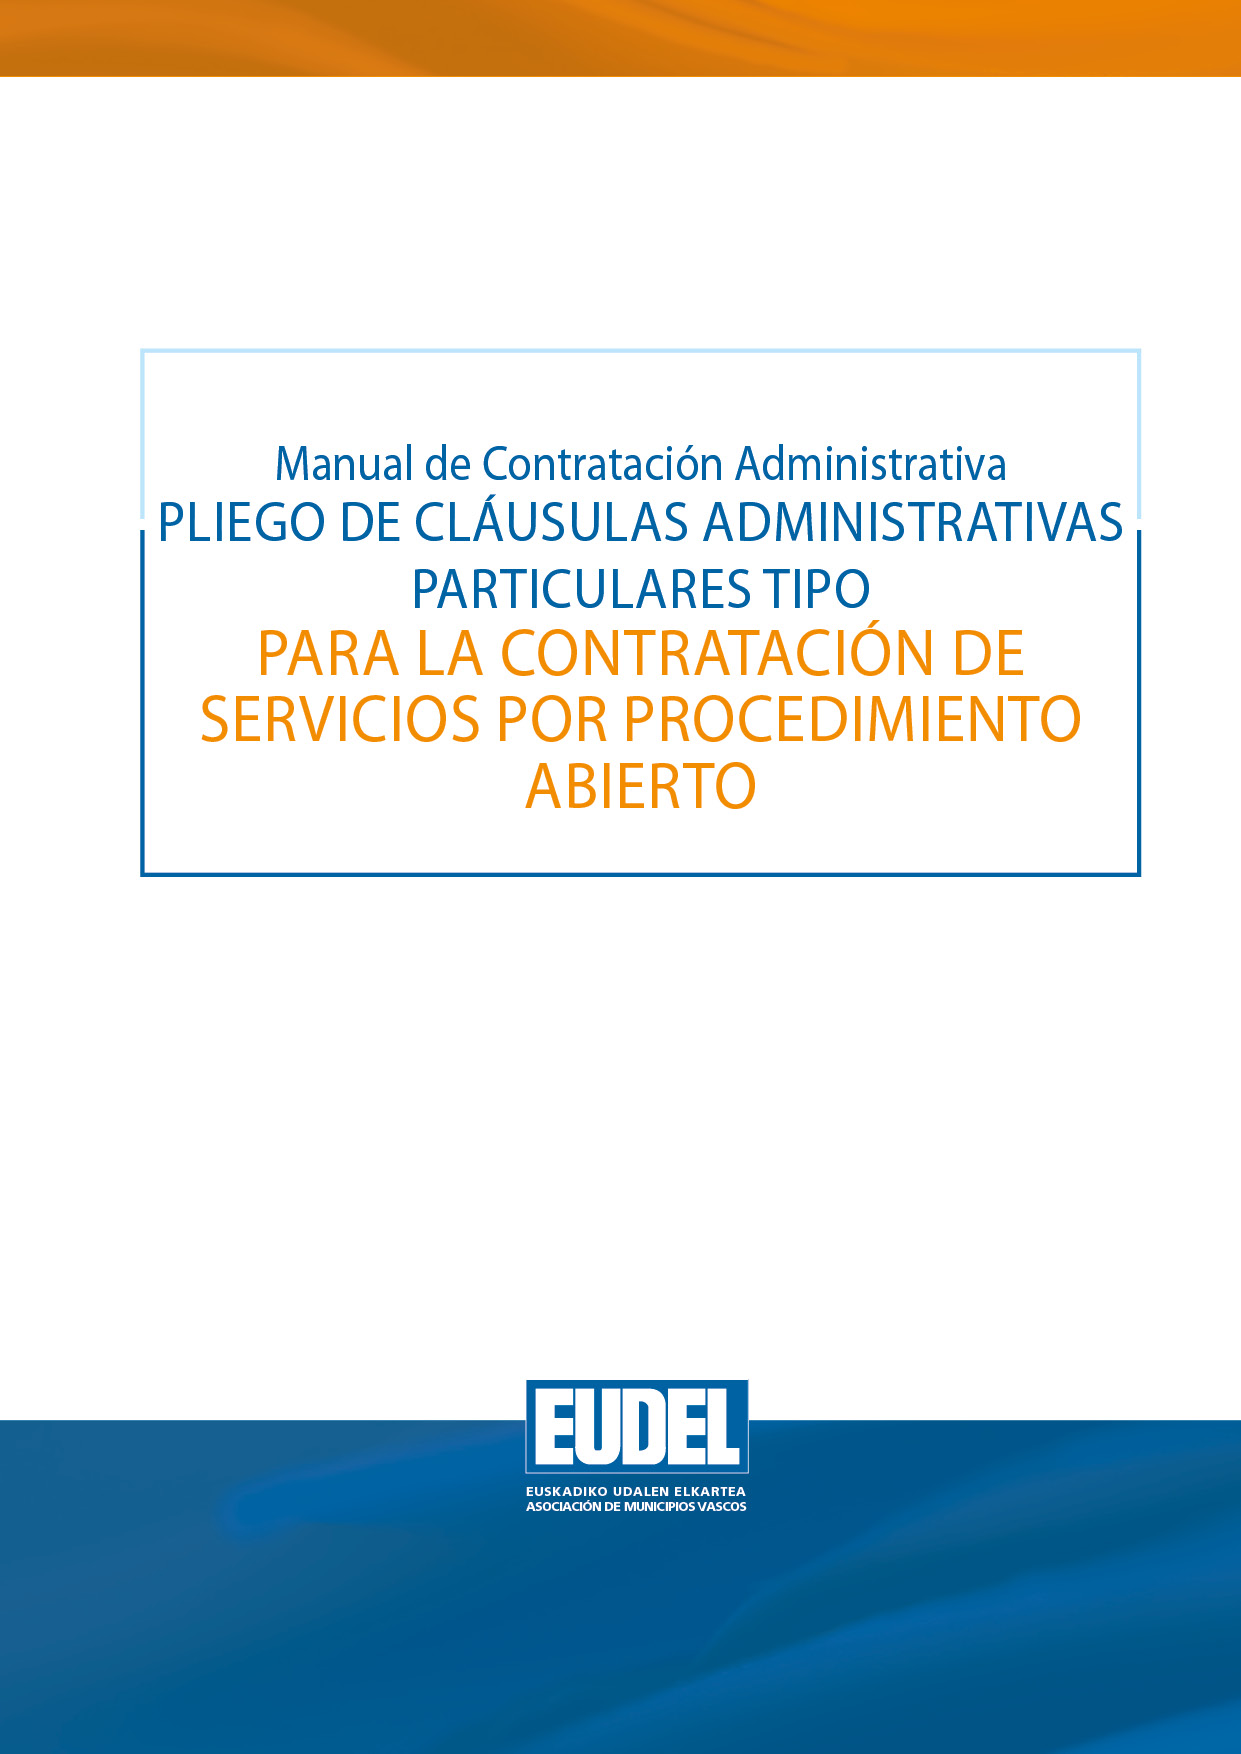 Manual de Contratación Administrativa
PLIEGO DE CLÁUSULAS ADMINISTRATIVAS
PARTICULARES TIPO
PARA LA CONTRATACIÓN DE
SERVICIOS POR PROCEDIMIENTO
ABIERTO
EUDEL
EUSKADIKO UDALEN ELKARTEA
ASOCIACIÓN DE MUNICIPIOS VASCOS